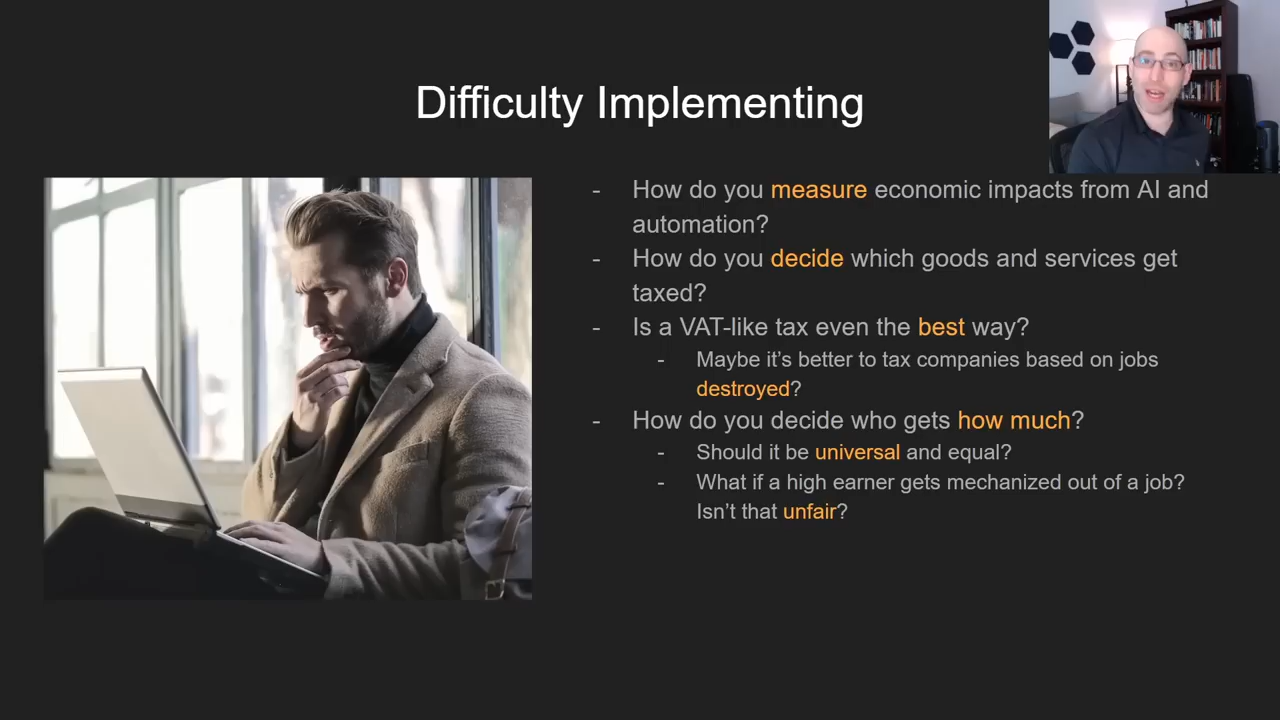 Difficulty Implementing
- How do you measure economic impacts from AI and
automation?
- How do you decide which goods and services get
taxed?
- Is a VAT-like tax even the best way?
- Maybe it’s better to tax companies based on jobs
destroyed?
- How do you decide who gets how much?
- Should it be universal and equal?
- What if a high earner gets mechanized out of a job?
Isn’t that unfair?